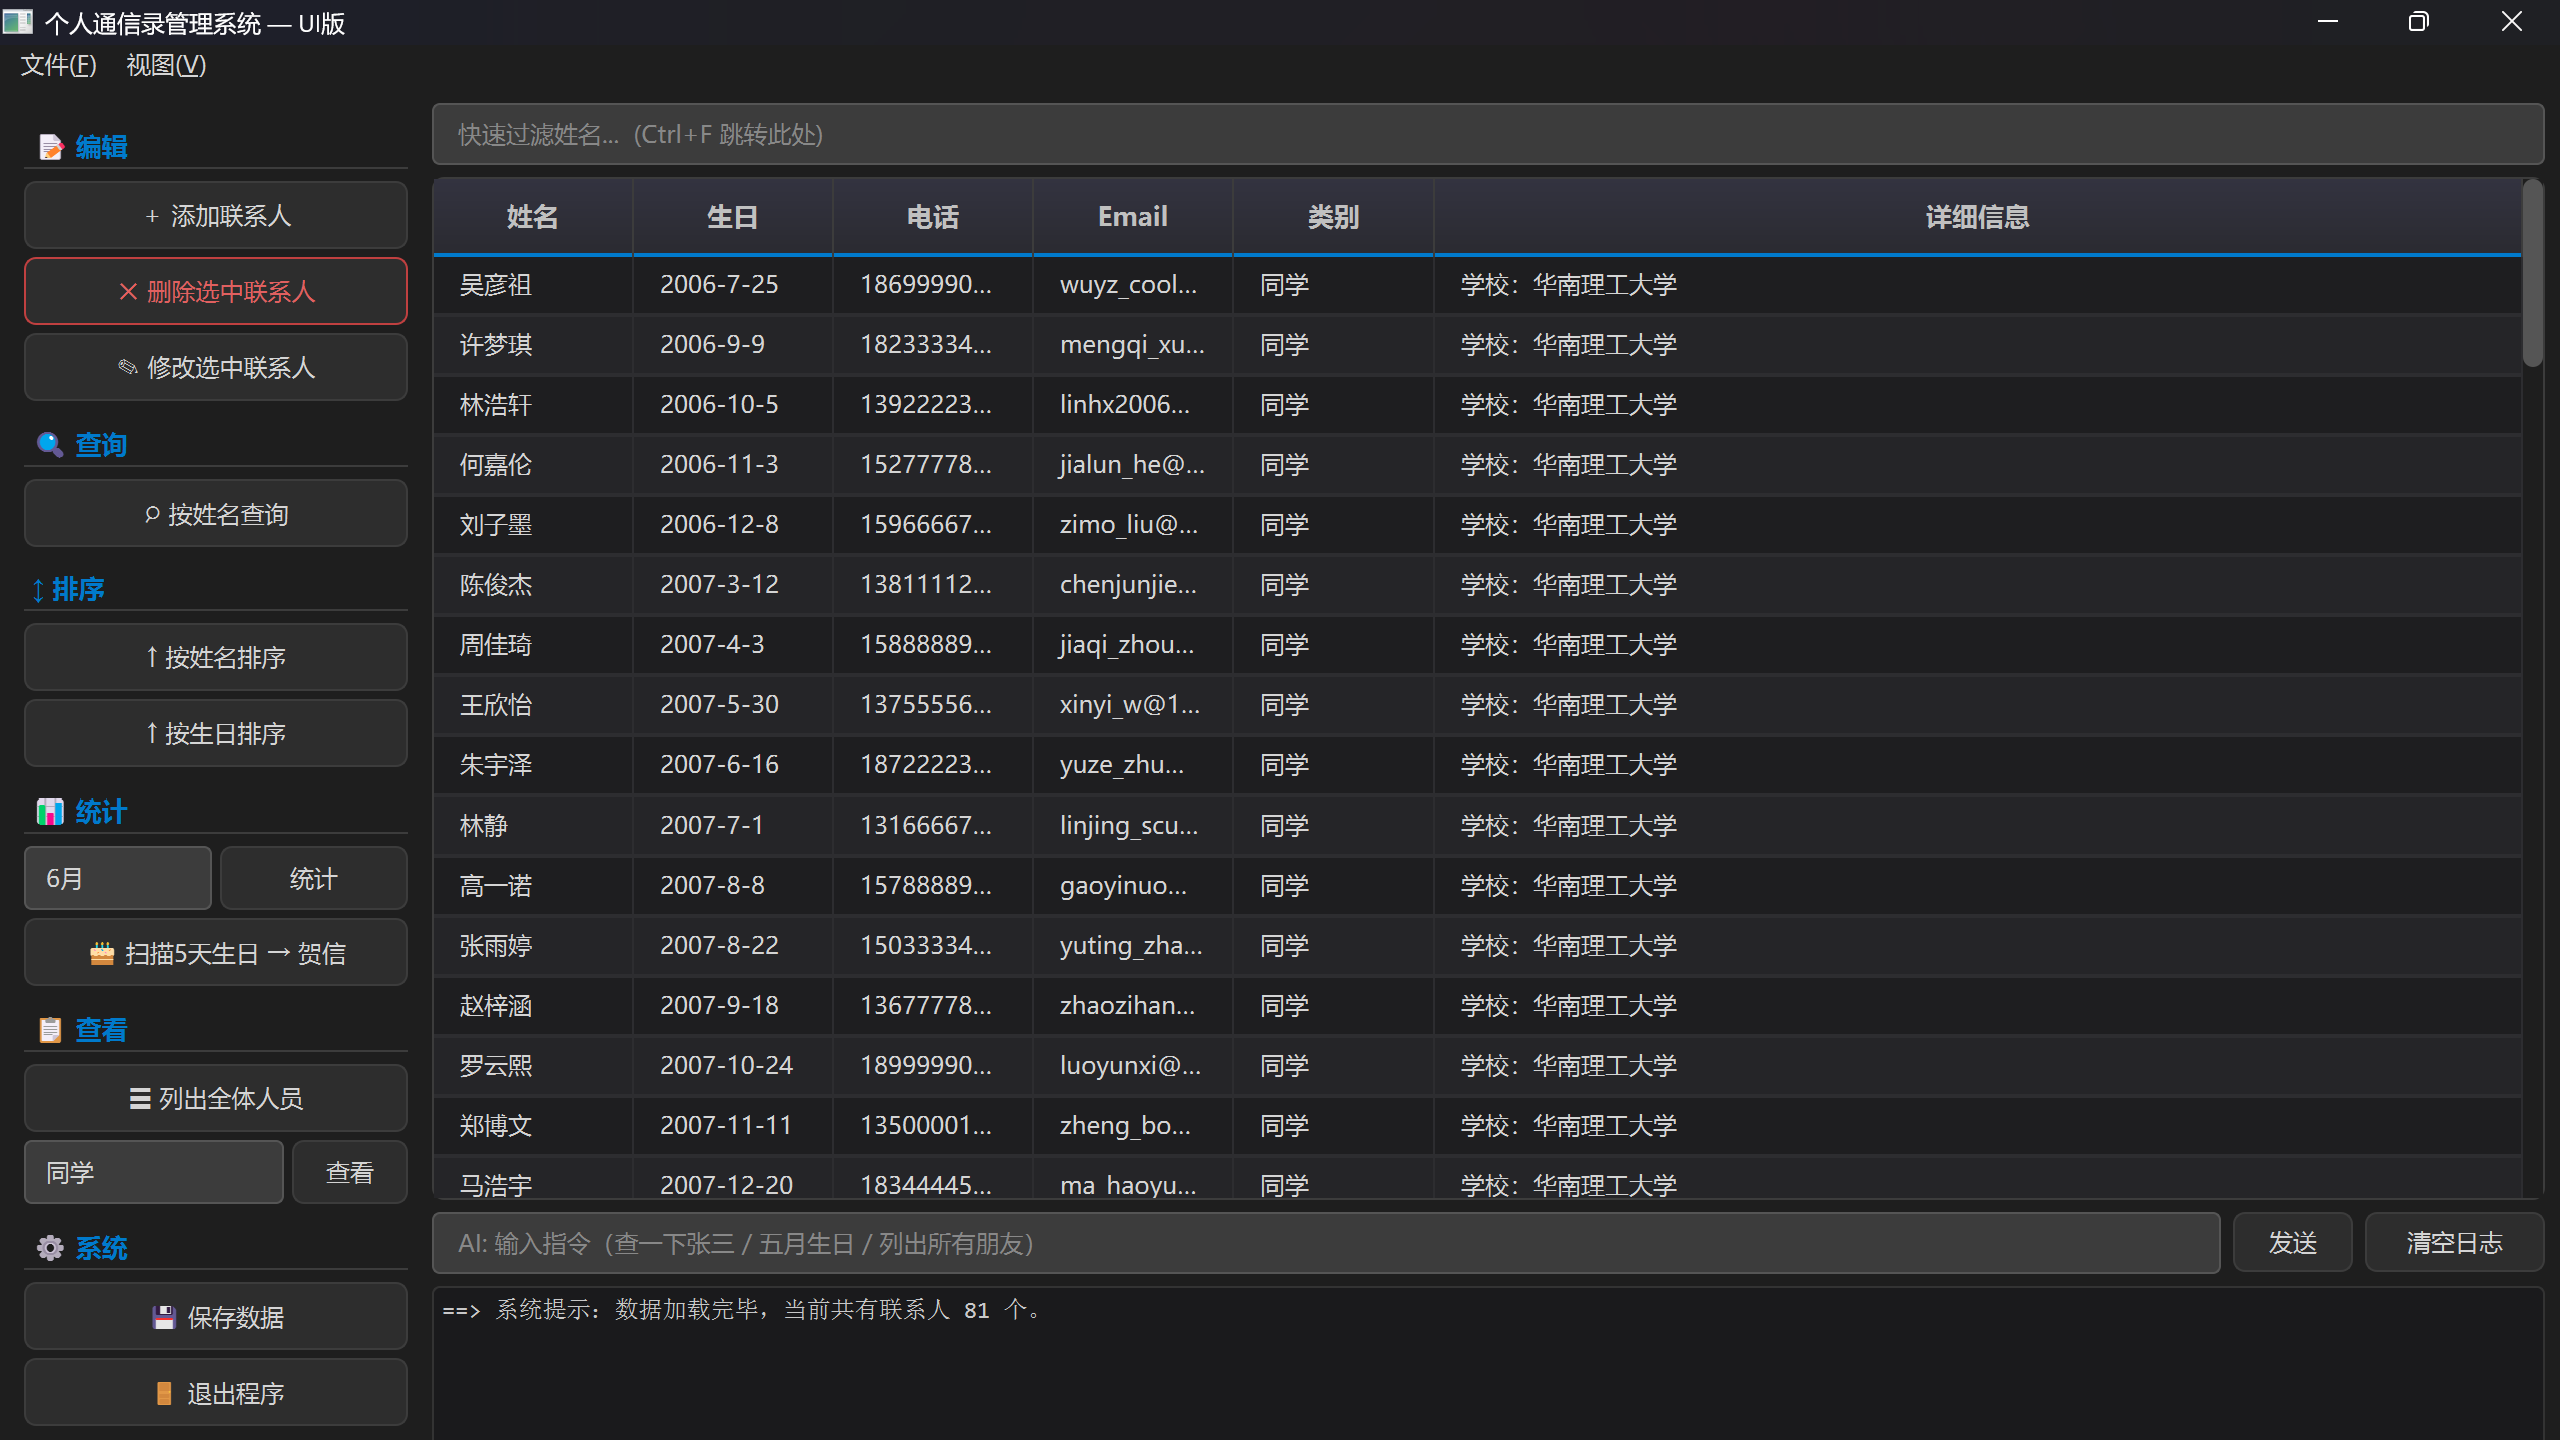 个人通信录管理系统 — UI版
文件(F) 视图(V)
编辑
+ 添加联系人
✕ 删除选中联系人
✎ 修改选中联系人
查询
⌕ 按姓名查询
↕ 排序
↑ 按姓名排序
↑ 按生日排序
统计
6月 统计
扫描5天生日 → 贺信
查看
☰ 列出全体人员
同学 查看
系统
保存数据
退出程序
快速过滤姓名... (Ctrl+F 跳转此处)
姓名 生日 电话 Email 类别 详细信息
吴彦祖 2006-7-25 18699990... wuyz_cool... 同学 学校：华南理工大学
许梦琪 2006-9-9 18233334... mengqi_xu... 同学 学校：华南理工大学
林浩轩 2006-10-5 13922223... linhx2006... 同学 学校：华南理工大学
何嘉伦 2006-11-3 15277778... jialun_he@... 同学 学校：华南理工大学
刘子墨 2006-12-8 15966667... zimo_liu@... 同学 学校：华南理工大学
陈俊杰 2007-3-12 13811112... chenjunjie... 同学 学校：华南理工大学
周佳琦 2007-4-3 15888889... jiaqi_zhou... 同学 学校：华南理工大学
王欣怡 2007-5-30 13755556... xinyi_w@1... 同学 学校：华南理工大学
朱宇泽 2007-6-16 18722223... yuze_zhu... 同学 学校：华南理工大学
林静 2007-7-1 13166667... linjing_scu... 同学 学校：华南理工大学
高一诺 2007-8-8 15788889... gaoyinuo... 同学 学校：华南理工大学
张雨婷 2007-8-22 15033334... yuting_zha... 同学 学校：华南理工大学
赵梓涵 2007-9-18 13677778... zhaozihan... 同学 学校：华南理工大学
罗云熙 2007-10-24 18999990... luoyunxi@... 同学 学校：华南理工大学
郑博文 2007-11-11 13500001... zheng_bo... 同学 学校：华南理工大学
马浩宇 2007-12-20 18344445... ma_haoyu... 同学 学校：华南理工大学
AI: 输入指令（查一下张三 / 五月生日 / 列出所有朋友） 发送 清空日志
==> 系统提示：数据加载完毕，当前共有联系人 81 个。